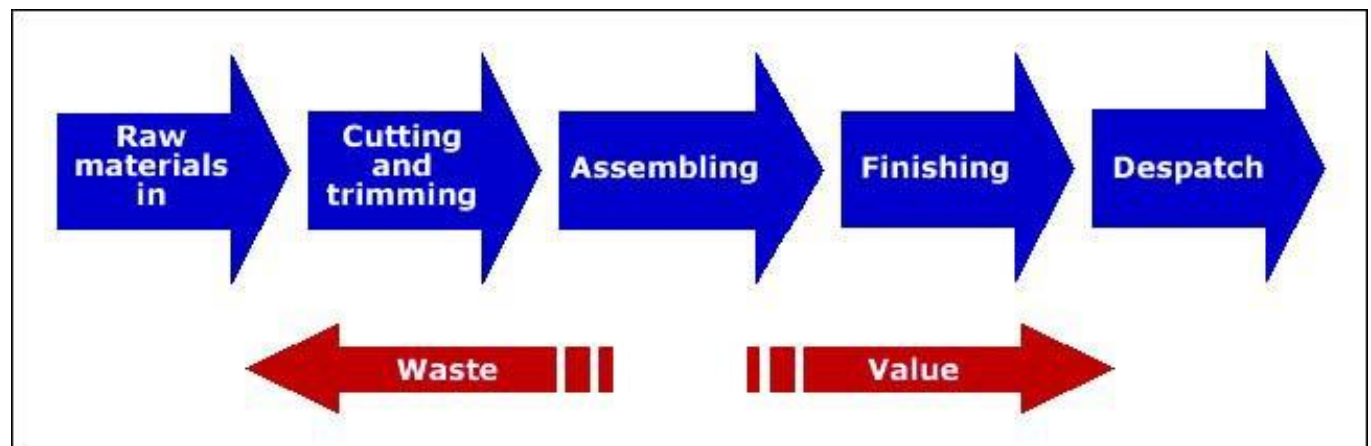 Raw
materials
in
Cutting
and
trimming
Assembling
Finishing
Despatch
Waste
Value